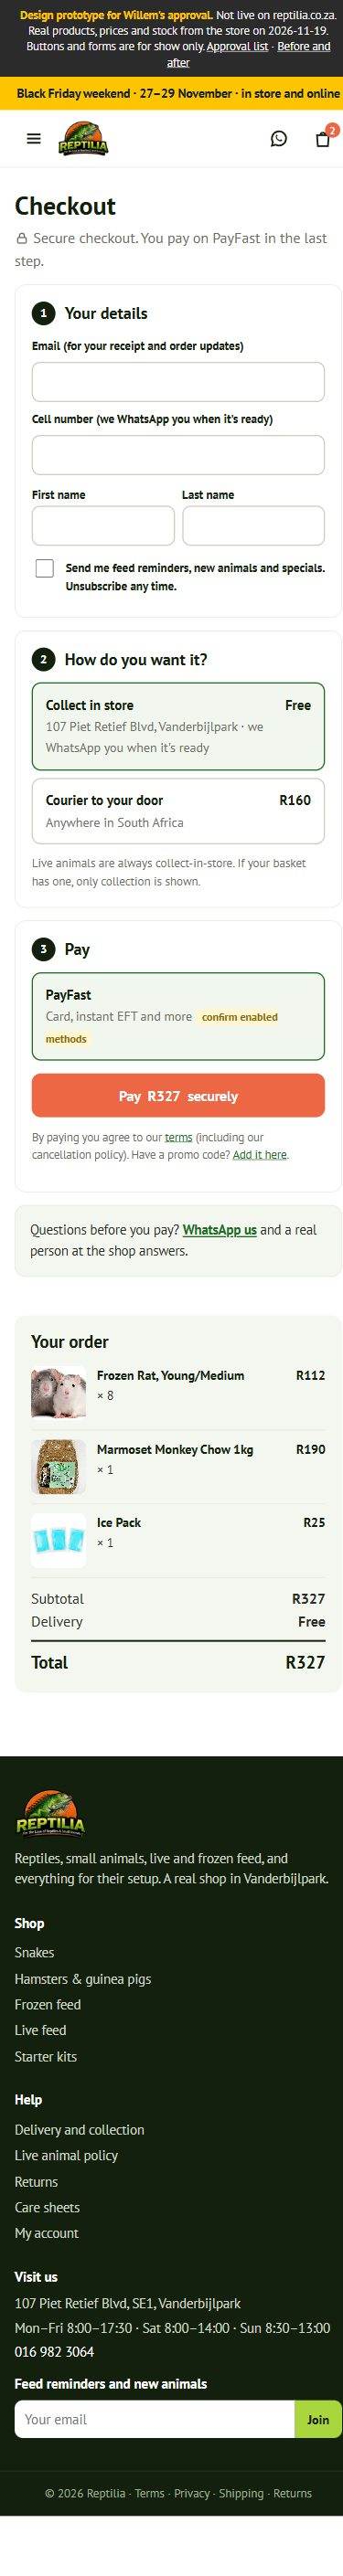 Design prototype for Willem's approval. Not live on reptilia.co.za.
Real products, prices and stock from the store on 2026-11-19.
Buttons and forms are for show only. Approval list · Before and
after
Black Friday weekend · 27–29 November · in store and online
REPTILIA
2
Checkout
Secure checkout. You pay on PayFast in the last
step.
1 Your details
Email (for your receipt and order updates)
Cell number (we WhatsApp you when it's ready)
First name Last name
Send me feed reminders, new animals and specials.
Unsubscribe any time.
2 How do you want it?
Collect in store Free
107 Piet Retief Blvd, Vanderbijlpark · we
WhatsApp you when it's ready
Courier to your door R160
Anywhere in South Africa
Live animals are always collect-in-store. If your basket
has one, only collection is shown.
3 Pay
PayFast
Card, instant EFT and more confirm enabled
methods
Pay R327 securely
By paying you agree to our terms (including our
cancellation policy). Have a promo code? Add it here.
Questions before you pay? WhatsApp us and a real
person at the shop answers.
Your order
Frozen Rat, Young/Medium R112
× 8
Marmoset Monkey Chow 1kg R190
× 1
Ice Pack R25
× 1
Subtotal R327
Delivery Free
Total R327
REPTILIA
Reptiles, small animals, live and frozen feed, and
everything for their setup. A real shop in Vanderbijlpark.
Shop
Snakes
Hamsters & guinea pigs
Frozen feed
Live feed
Starter kits
Help
Delivery and collection
Live animal policy
Returns
Care sheets
My account
Visit us
107 Piet Retief Blvd, SE1, Vanderbijlpark
Mon–Fri 8:00–17:30 · Sat 8:00–14:00 · Sun 8:30–13:00
016 982 3064
Feed reminders and new animals
Your email Join
© 2026 Reptilia · Terms · Privacy · Shipping · Returns